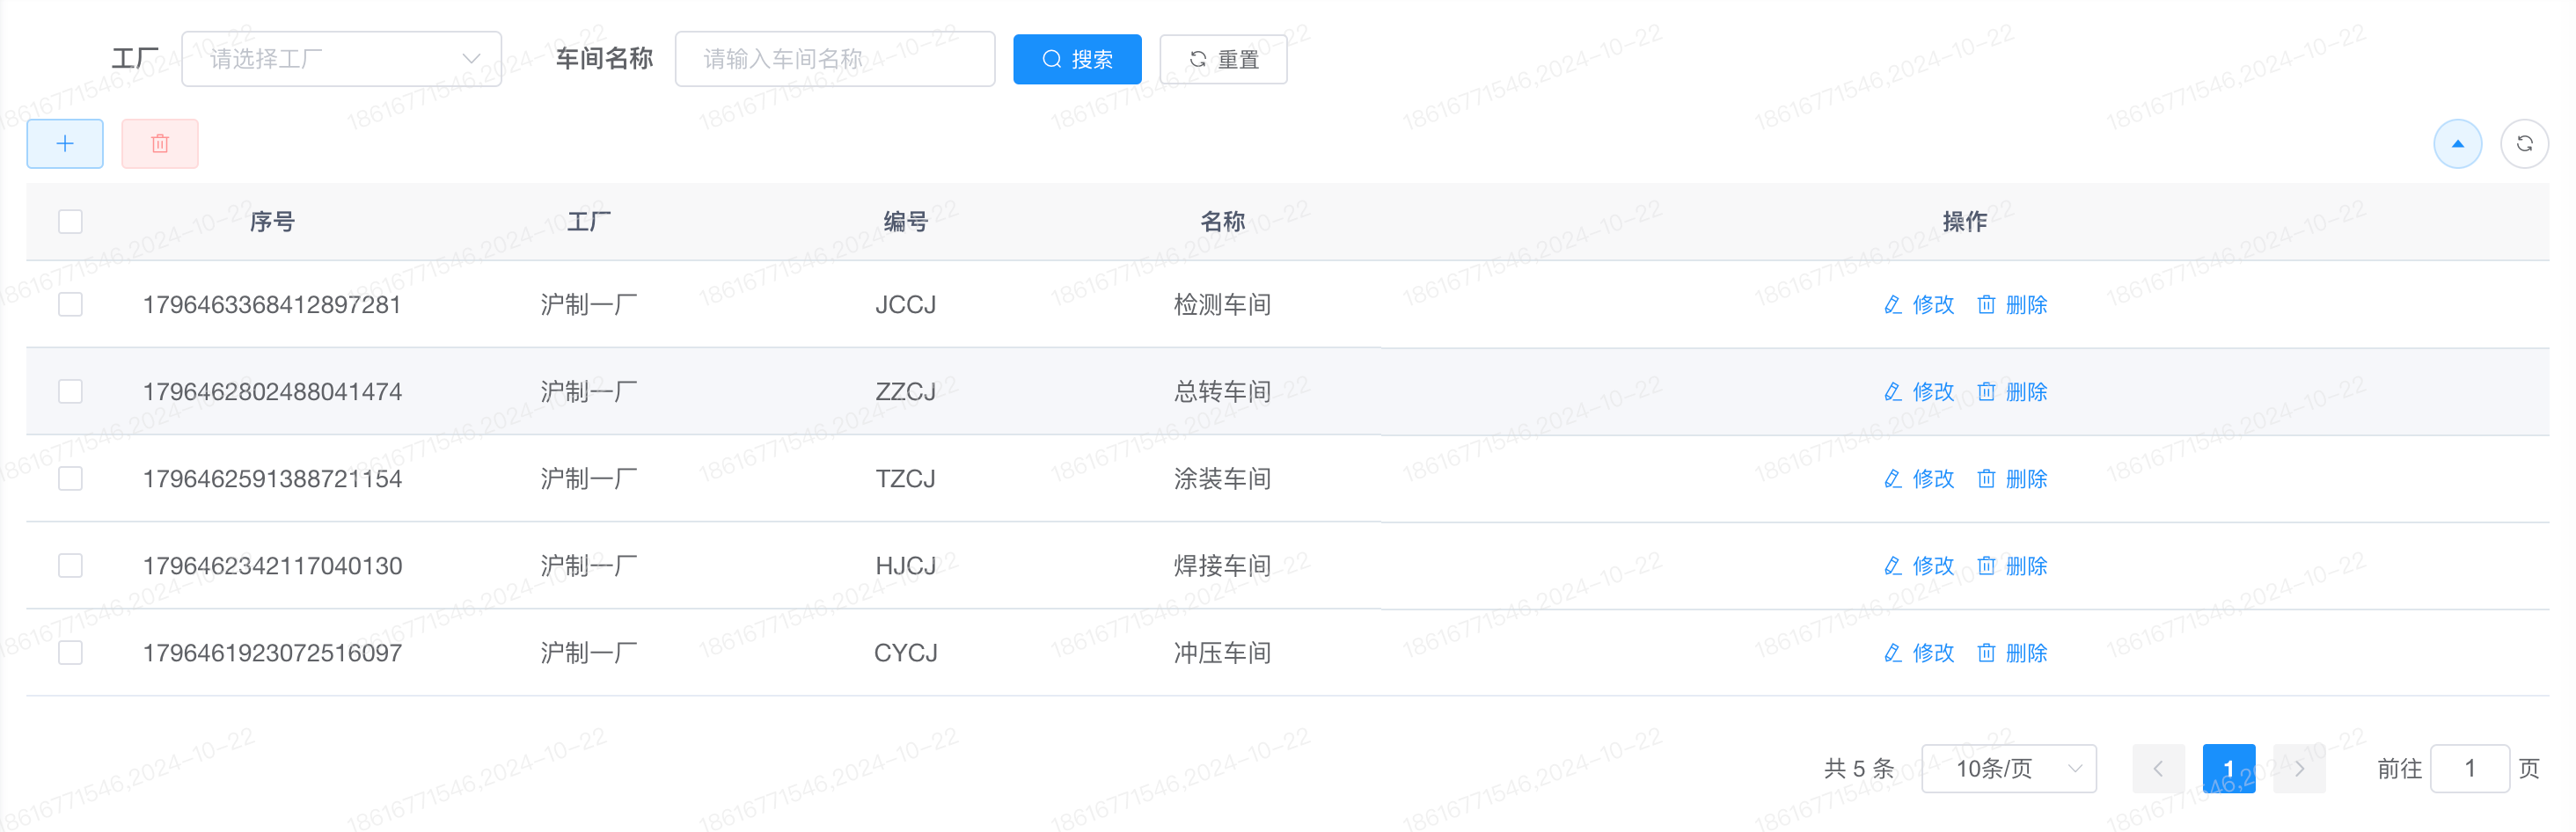 工厂 请选择工厂 车间名称 请输入车间名称 搜索 重置
序号 工厂 编号 名称 操作
1796463368412897281 沪制一厂 JCCJ 检测车间 修改 删除
1796462802488041474 沪制一厂 ZZCJ 总转车间 修改 删除
1796462591388721154 沪制一厂 TZCJ 涂装车间 修改 删除
1796462342117040130 沪制一厂 HJCJ 焊接车间 修改 删除
1796461923072516097 沪制一厂 CYCJ 冲压车间 修改 删除
共 5 条 10条/页 1 前往 1 页
18616771546,2024-10-22